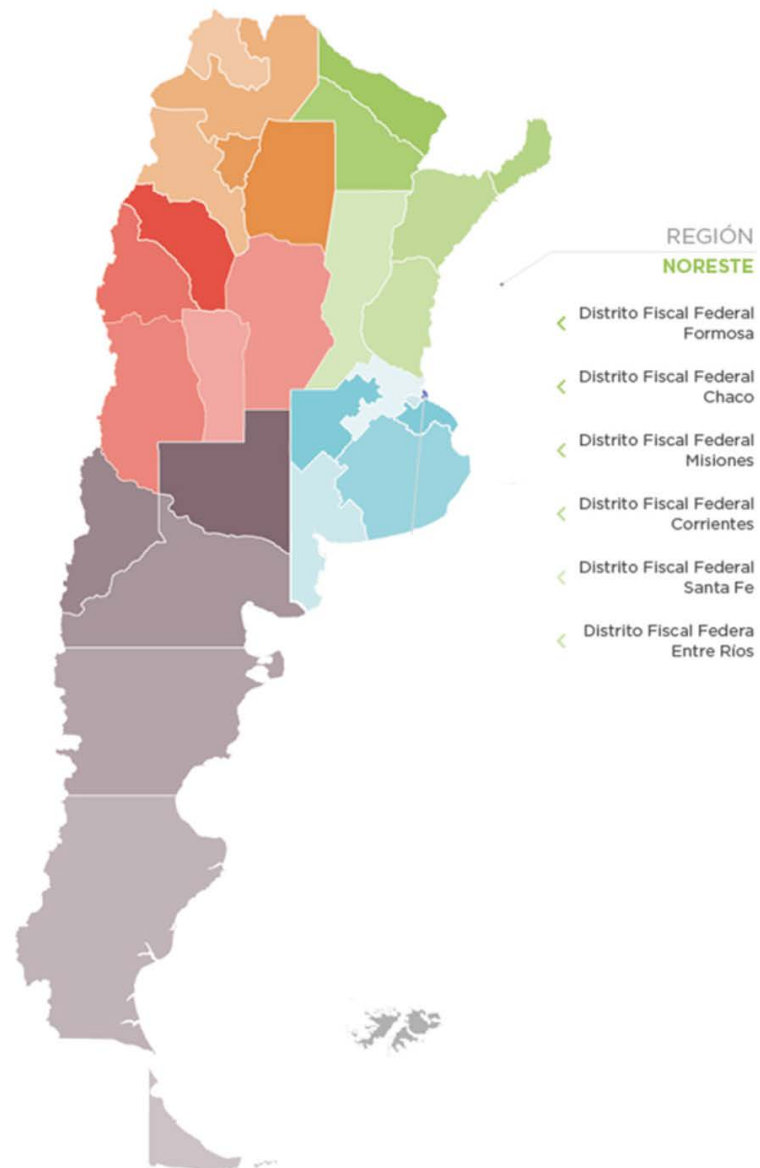 REGIÓN
NORESTE
Distrito Fiscal Federal
Formosa
Distrito Fiscal Federal
Chaco
Distrito Fiscal Federal
Misiones
Distrito Fiscal Federal
Corrientes
Distrito Fiscal Federal
Santa Fe
Distrito Fiscal Federa
Entre Ríos